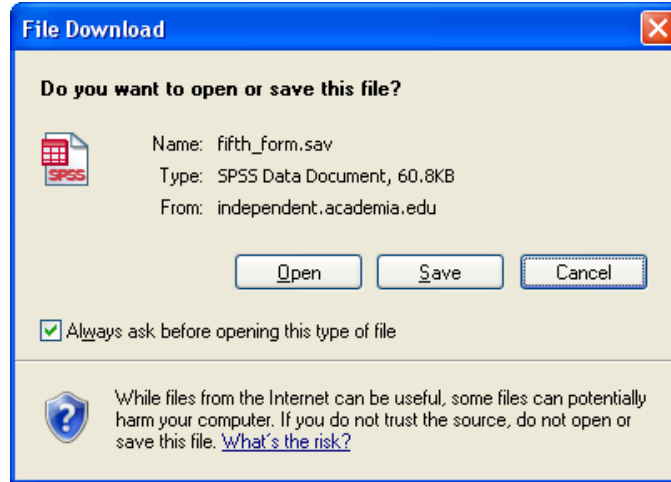 File Download
Do you want to open or save this file?
SPSS
Name: fifth_form.sav
Type: SPSS Data Document, 60.8KB
From: independent.academia.edu
Open Save Cancel
Always ask before opening this type of file
While files from the Internet can be useful, some files can potentially
harm your computer. If you do not trust the source, do not open or
save this file. What´s the risk?